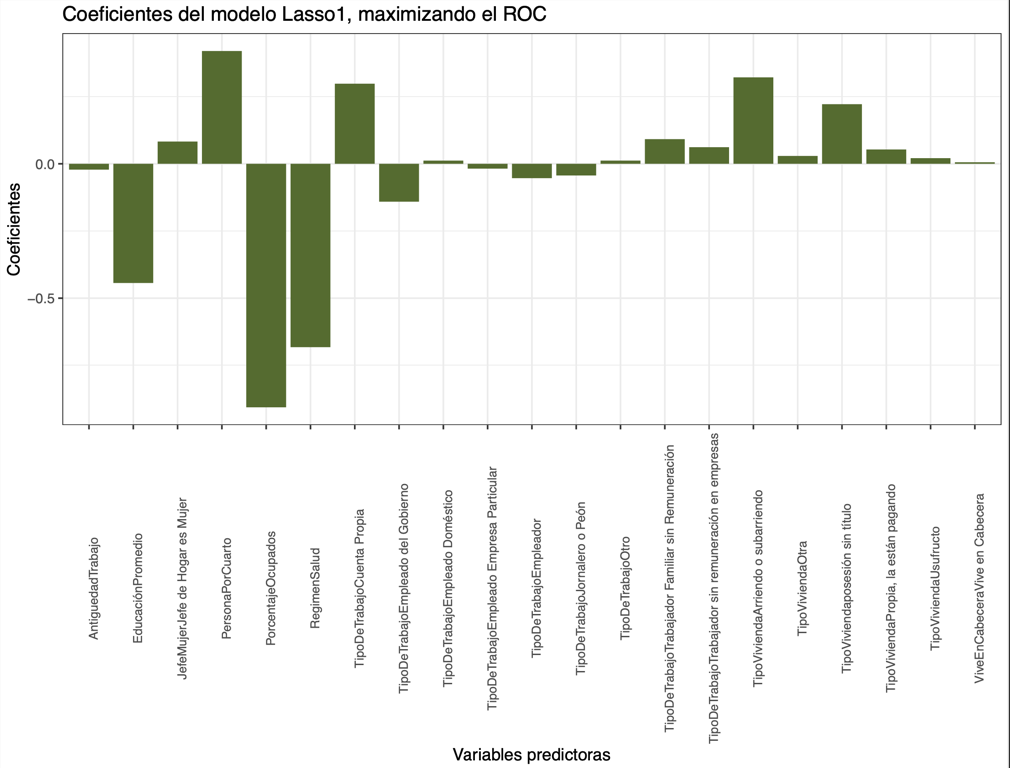 Coeficientes del modelo Lasso1, maximizando el ROC
Coeficientes
0.0
−0.5
AntiguedadTrabajo
EducaciónPromedio
JefeMujerJefe de Hogar es Mujer
PersonaPorCuarto
PorcentajeOcupados
RegimenSalud
TipoDeTrabajoCuenta Propia
TipoDeTrabajoEmpleado del Gobierno
TipoDeTrabajoEmpleado Doméstico
TipoDeTrabajoEmpleado Empresa Particular
TipoDeTrabajoEmpleador
TipoDeTrabajoJornalero o Peón
TipoDeTrabajoOtro
TipoDeTrabajoTrabajador Familiar sin Remuneración
TipoDeTrabajoTrabajador sin remuneración en empresas
TipoViviendaArriendo o subarriendo
TipoViviendaOtra
TipoViviendaposesión sin título
TipoViviendaPropia, la están pagando
TipoViviendaUsufructo
ViveEnCabeceraVive en Cabecera
Variables predictoras